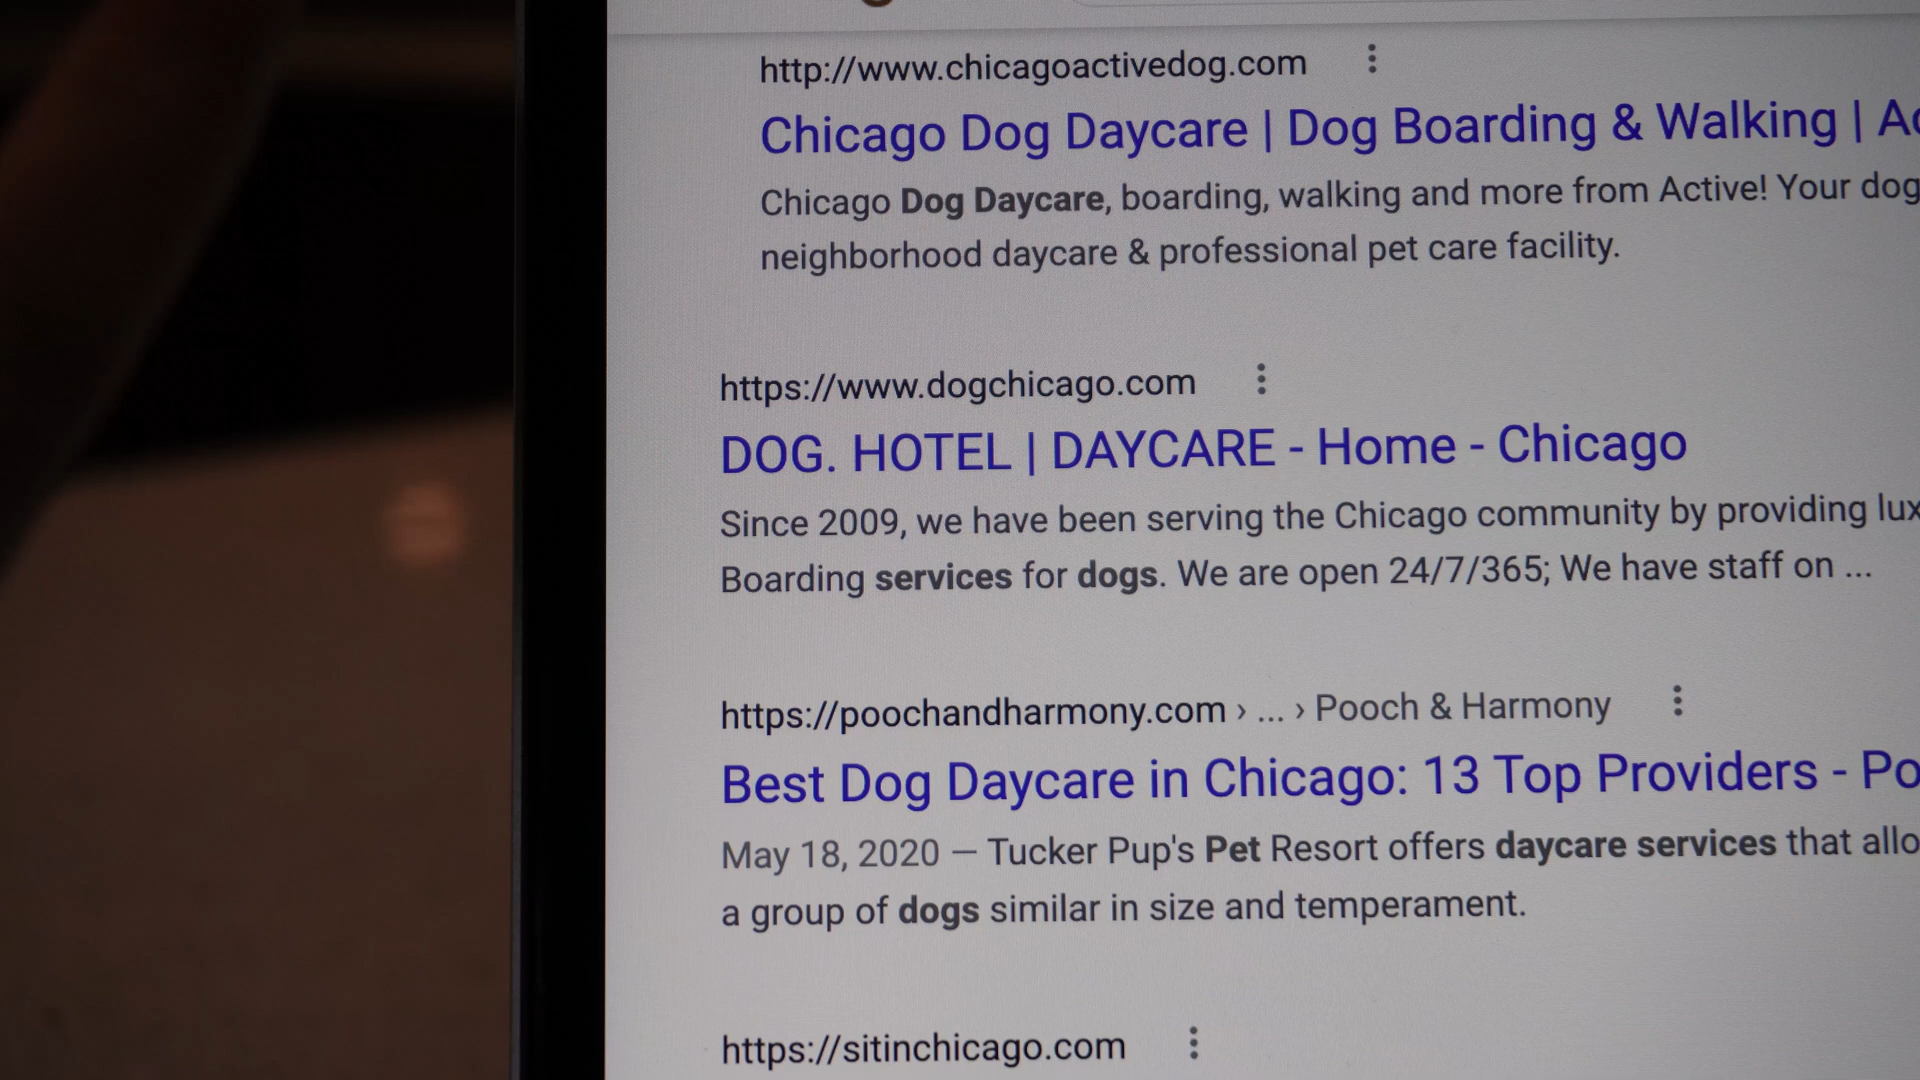 http://www.chicagoactivedog.com
Chicago Dog Daycare | Dog Boarding & Walking |
Chicago Dog Daycare, boarding, walking and more from Active! Your dog
neighborhood daycare & professional pet care facility.
https://www.dogchicago.com
DOG. HOTEL | DAYCARE - Home - Chicago
Since 2009, we have been serving the Chicago community by providing
Boarding services for dogs. We are open 24/7/365; We have staff on ...
https://poochandharmony.com › ... › Pooch & Harmony
Best Dog Daycare in Chicago: 13 Top Providers -
May 18, 2020 — Tucker Pup's Pet Resort offers daycare services that
a group of dogs similar in size and temperament.
https://sitinchicago.com